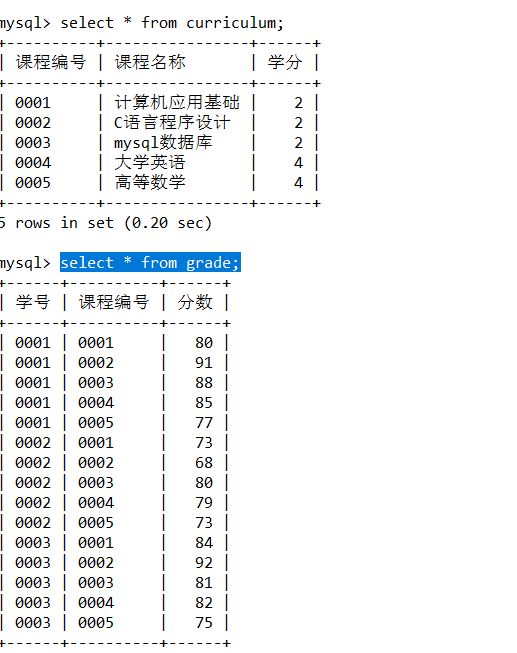 mysql> select * from curriculum;
+----------+----------------+------+
| 课程编号 | 课程名称 | 学分 |
+----------+----------------+------+
| 0001 | 计算机应用基础 | 2 |
| 0002 | C语言程序设计 | 2 |
| 0003 | mysql数据库 | 2 |
| 0004 | 大学英语 | 4 |
| 0005 | 高等数学 | 4 |
+----------+----------------+------+
5 rows in set (0.20 sec)
mysql> select * from grade;
+------+----------+------+
| 学号 | 课程编号 | 分数 |
+------+----------+------+
| 0001 | 0001 | 80 |
| 0001 | 0002 | 91 |
| 0001 | 0003 | 88 |
| 0001 | 0004 | 85 |
| 0001 | 0005 | 77 |
| 0002 | 0001 | 73 |
| 0002 | 0002 | 68 |
| 0002 | 0003 | 80 |
| 0002 | 0004 | 79 |
| 0002 | 0005 | 73 |
| 0003 | 0001 | 84 |
| 0003 | 0002 | 92 |
| 0003 | 0003 | 81 |
| 0003 | 0004 | 82 |
| 0003 | 0005 | 75 |
+------+----------+------+